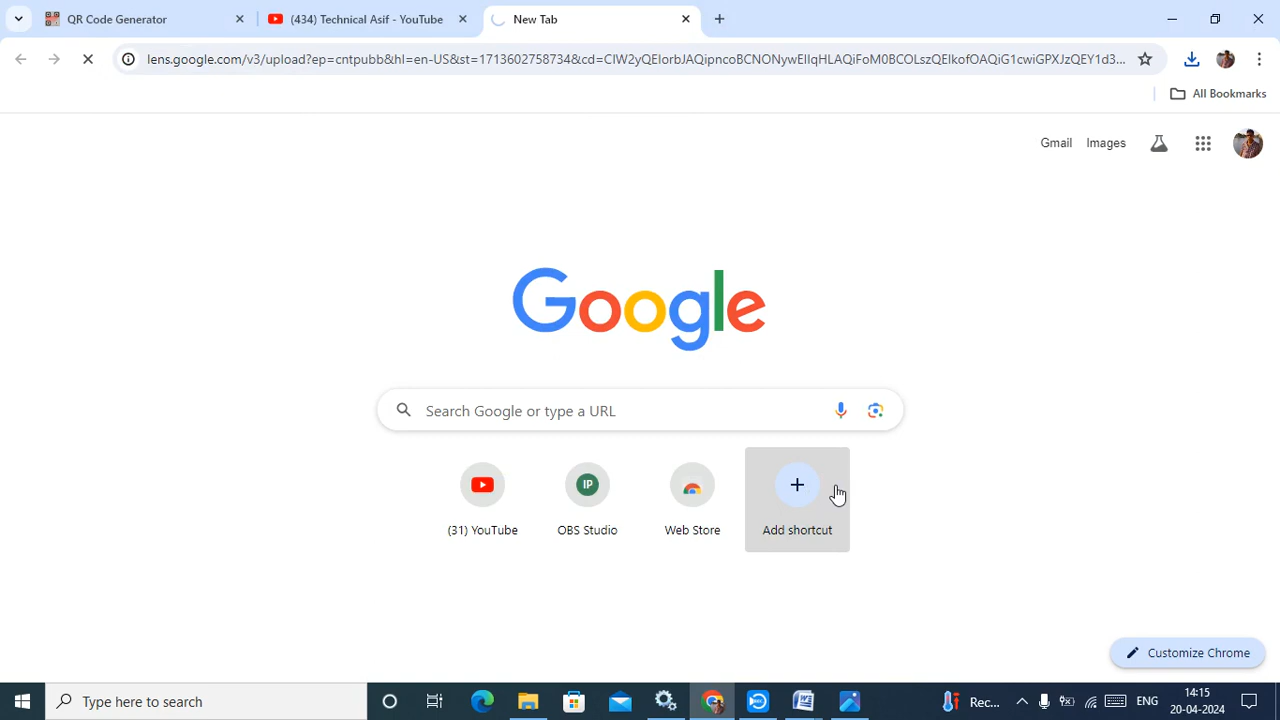 QR Code Generator
(434) Technical Asif - YouTube
New Tab
lens.google.com/v3/upload?ep=cntpubb&hl=en-US&st=1713602758734&cd=
All Bookmarks
Gmail
Images
Google
Search Google or type a URL
(31) YouTube
IP
OBS Studio
Web Store
Add shortcut
Customize Chrome
Type here to search
Rec...
ENG
14:15
20-04-2024